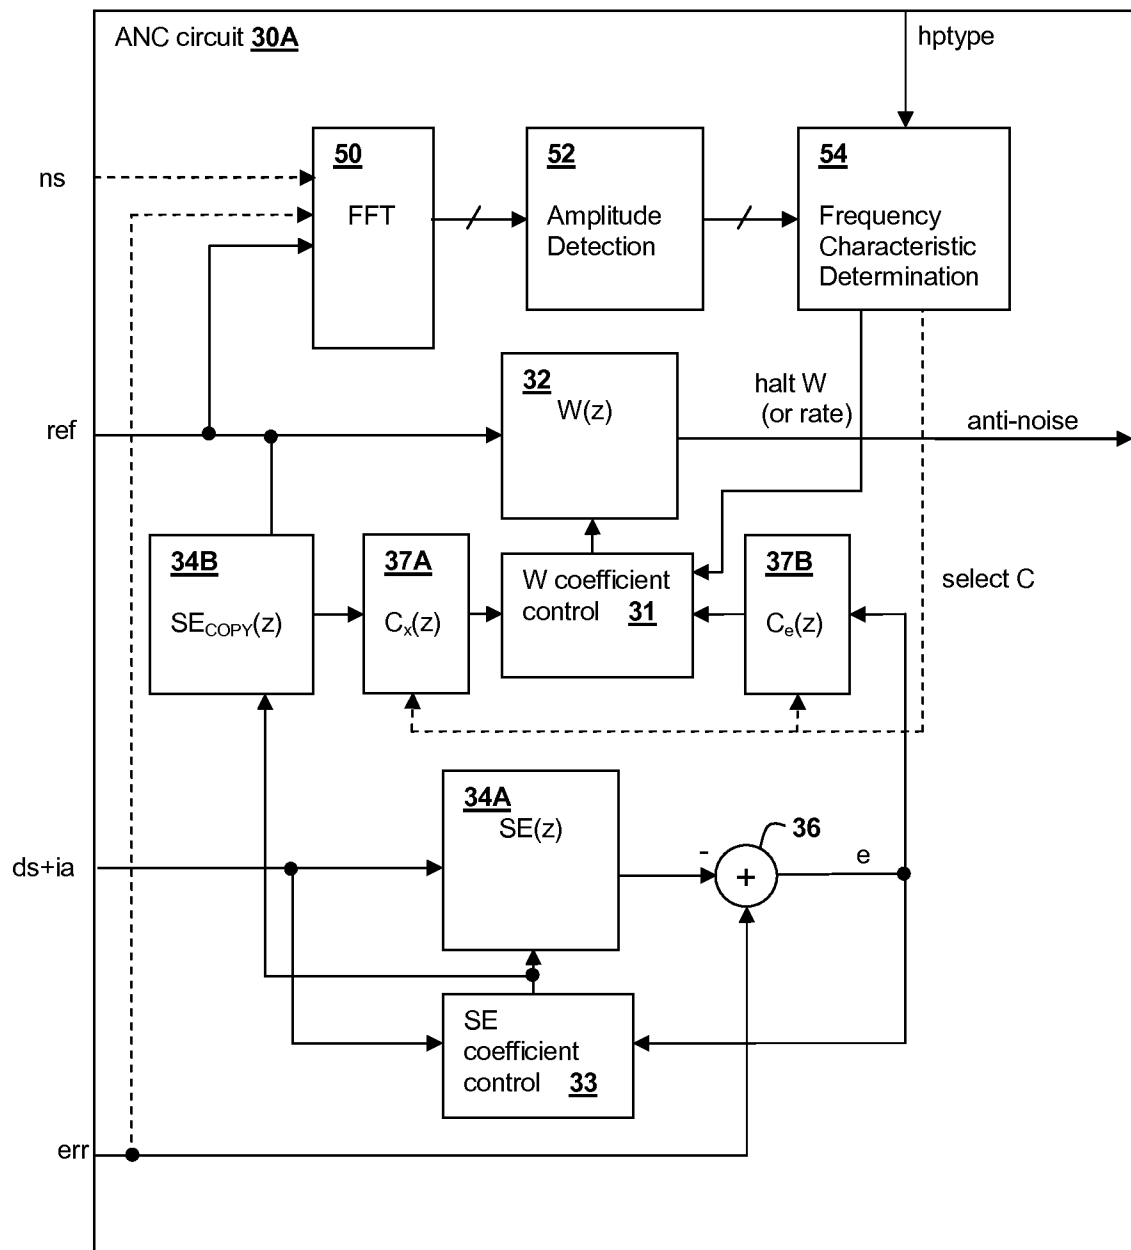 ANC circuit 30A
hptype
50
FFT
52
Amplitude
Detection
54
Frequency
Characteristic
Determination
ns
32
W(z)
halt W
(or rate)
ref
anti-noise
34B
SECOPY(z)
37A
Cx(z)
W coefficient
control 31
37B
Ce(z)
select C
34A
SE(z)
36
-
+
e
ds+ia
SE
coefficient
control 33
err